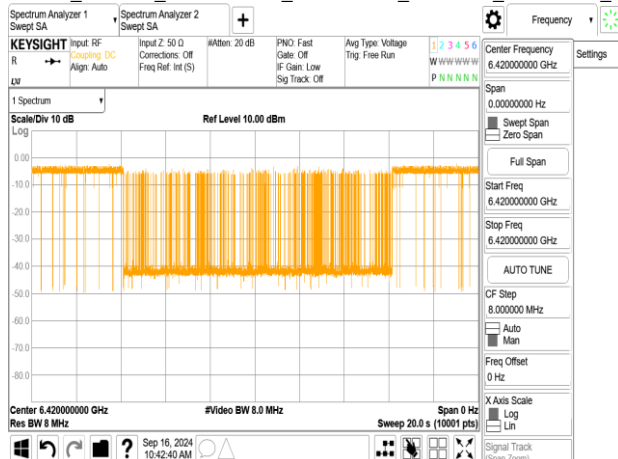 Spectrum Analyzer 1
Swept SA
Spectrum Analyzer 2
Swept SA
+
Frequency
KEYSIGHT
R
LXI
Input: RF
Coupling: DC
Align: Auto
Input Z: 50 Ω
Corrections: Off
Freq Ref: Int (S)
#Atten: 20 dB
PNO: Fast
Gate: Off
IF Gain: Low
Sig Track: Off
Avg Type: Voltage
Trig: Free Run
1 2 3 4 5 6
W W W W W W
P N N N N N
1 Spectrum
Scale/Div 10 dB
Ref Level 10.00 dBm
Log
0.00
-10.0
-20.0
-30.0
-40.0
-50.0
-60.0
-70.0
-80.0
Center 6.420000000 GHz
#Video BW 8.0 MHz
Span 0 Hz
Res BW 8 MHz
Sweep 20.0 s (10001 pts)
Sep 16, 2024
10:42:40 AM
?
Center Frequency
6.420000000 GHz
Settings
Span
0.00000000 Hz
Swept Span
Zero Span
Full Span
Start Freq
6.420000000 GHz
Stop Freq
6.420000000 GHz
AUTO TUNE
CF Step
8.000000 MHz
Auto
Man
Freq Offset
0 Hz
X Axis Scale
Log
Lin
Signal Track
(Span Zoom)